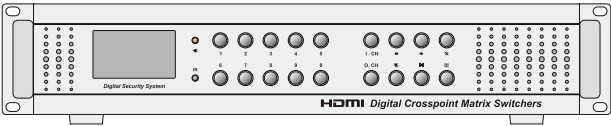 1 2 3 4 5
I. CH
IR
6 7 8 9 0
O. CH
Digital Security System
HDMI Digital Crosspoint Matrix Switchers